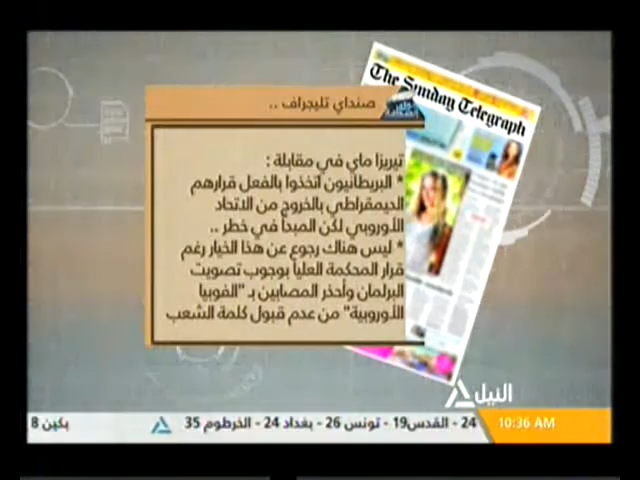 The Sunday Telegraph
صنداي تليجراف ..
تيريزا ماي في مقابلة :
* البريطانيون اتخذوا بالفعل قرارهم
الديمقراطي بالخروج من الاتحاد
الأوروبي لكن المبدأ في خطر ..
* ليس هناك رجوع عن هذا الخيار رغم
قرار المحكمة العليا بوجوب تصويت
البرلمان وأحذر المصابين بـ "الفوبيا
الأوروبية" من عدم قبول كلمة الشعب
النيل
10:36 AM
24 - القدس19 - تونس 26 - بغداد 24 - الخرطوم 35
بكين 8